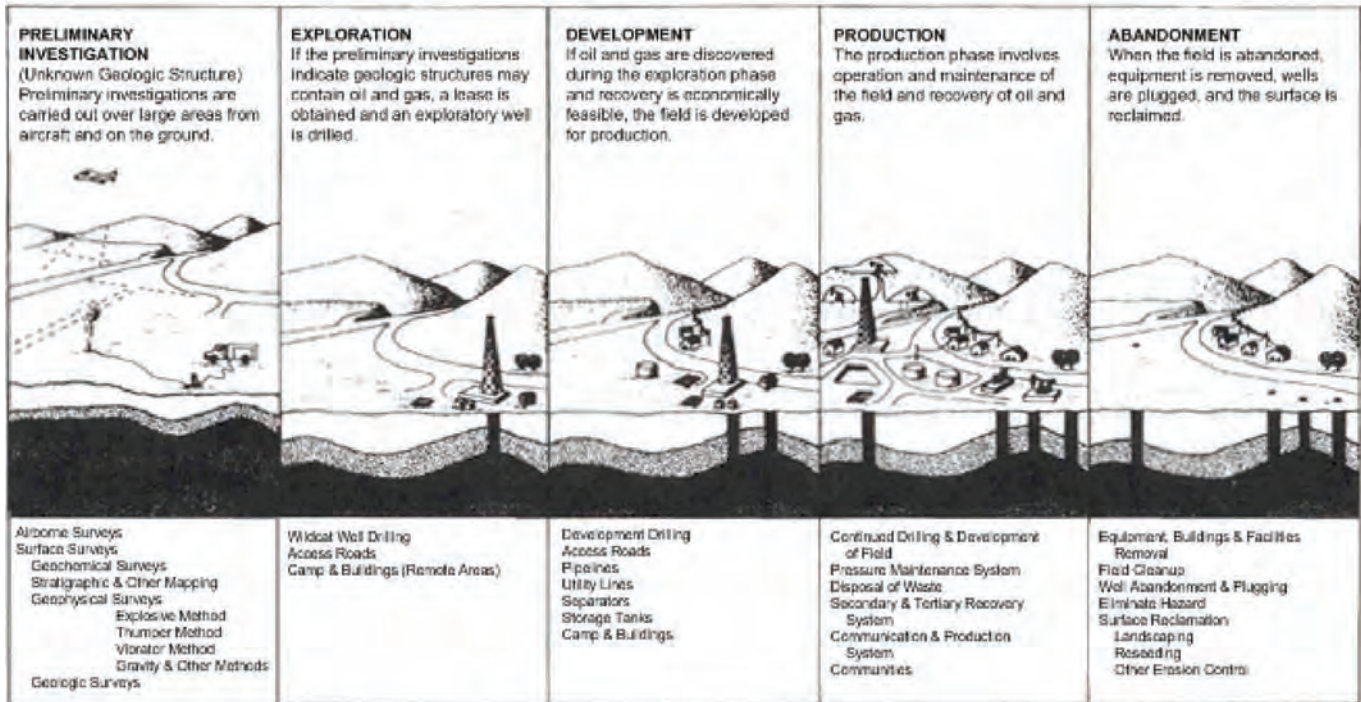 PRELIMINARY
INVESTIGATION
(Unknown Geologic Structure)
Preliminary investigations are
carried out over large areas from
aircraft and on the ground.
EXPLORATION
If the preliminary investigations
indicate geologic structures may
contain oil and gas, a lease is
obtained and an exploratory well
is drilled.
DEVELOPMENT
If oil and gas are discovered
during the exploration phase
and recovery is economically
feasible, the field is developed
for production.
PRODUCTION
The production phase involves
operation and maintenance of
the field and recovery of oil and
gas.
ABANDONMENT
When the field is abandoned,
equipment is removed, wells
are plugged, and the surface is
reclaimed.
Airborne Surveys
Surface Surveys
Geochemical Surveys
Stratigraphic & Other Mapping
Geophysical Surveys
Explosive Method
Thumper Method
Vibrator Method
Gravity & Other Methods
Geologic Surveys
Wildcat Well Drilling
Access Roads
Camp & Buildings (Remote Areas)
Development Drilling
Access Roads
Pipelines
Utility Lines
Separators
Storage Tanks
Camp & Buildings
Continued Drilling & Development
of Field
Pressure Maintenance System
Disposal of Waste
Secondary & Tertiary Recovery
System
Communication & Production
System
Communities
Equipment, Buildings & Facilities
Removal
Field Cleanup
Well Abandonment & Plugging
Eliminate Hazard
Surface Reclamation
Landscaping
Reseeding
Other Erosion Control